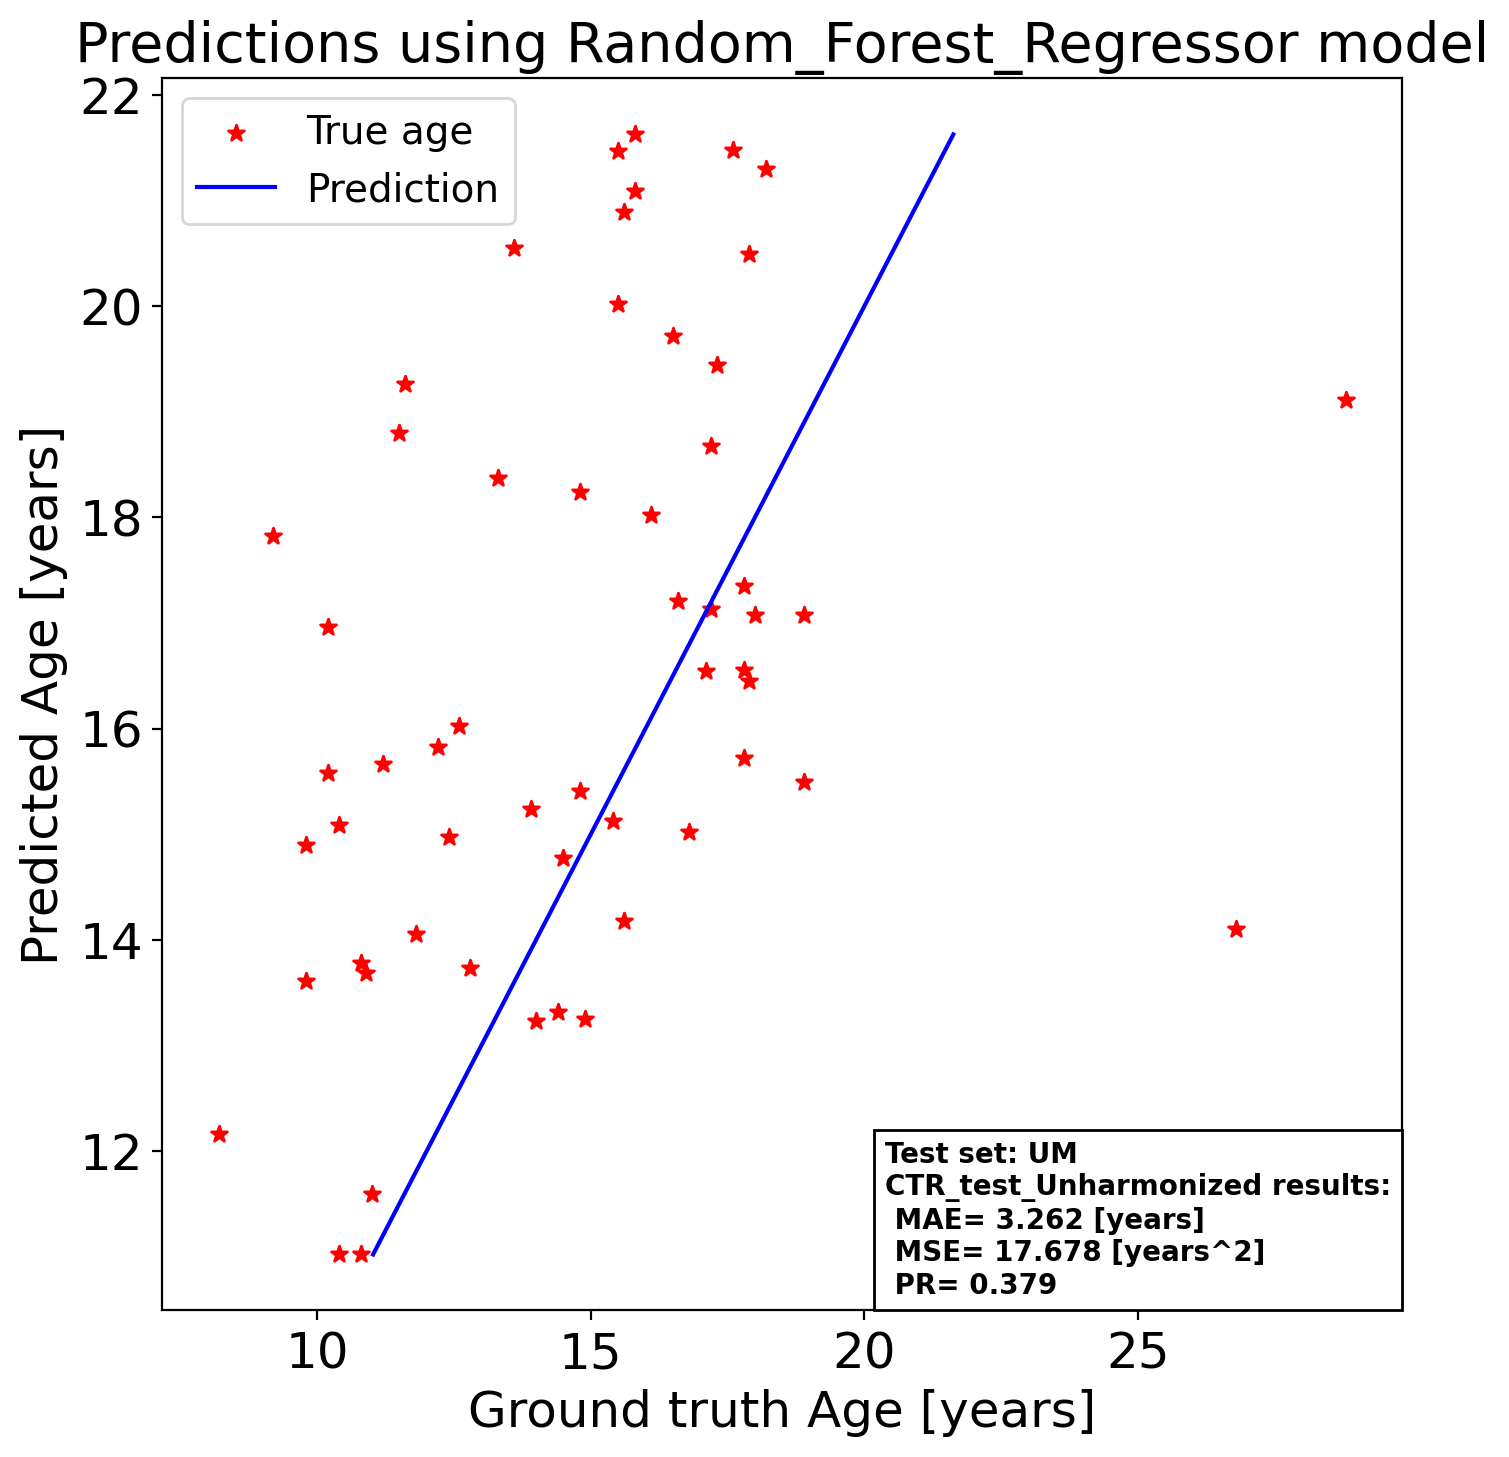 Predictions using Random_Forest_Regressor model
22
20
18
16
14
12
Predicted Age [years]
True age
Prediction
Test set: UM
CTR_test_Unharmonized results:
MAE= 3.262 [years]
MSE= 17.678 [years^2]
PR= 0.379
10 15 20 25
Ground truth Age [years]